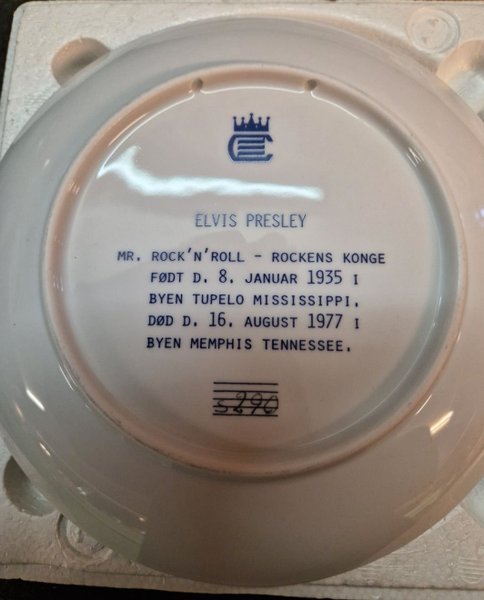 ELVIS PRESLEY
MR. ROCK'N'ROLL - ROCKENS KONGE
FØDT D. 8. JANUAR 1935 I
BYEN TUPELO MISSISSIPPI.
DØD D. 16. AUGUST 1977 I
BYEN MEMPHIS TENNESSEE.
5290